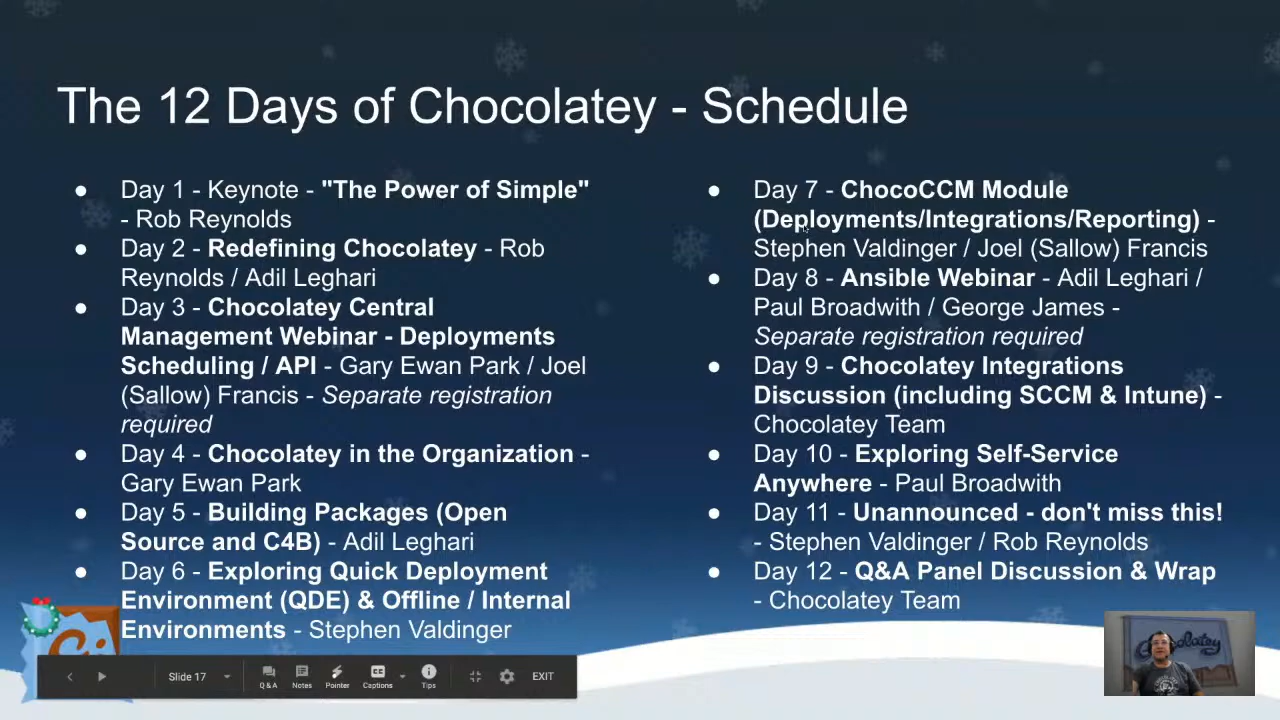 The 12 Days of Chocolatey - Schedule
● Day 1 - Keynote - "The Power of Simple"
- Rob Reynolds
● Day 2 - Redefining Chocolatey - Rob
Reynolds / Adil Leghari
● Day 3 - Chocolatey Central
Management Webinar - Deployments
Scheduling / API - Gary Ewan Park / Joel
(Sallow) Francis - Separate registration
required
● Day 4 - Chocolatey in the Organization -
Gary Ewan Park
● Day 5 - Building Packages (Open
Source and C4B) - Adil Leghari
● Day 6 - Exploring Quick Deployment
Environment (QDE) & Offline / Internal
Environments - Stephen Valdinger
● Day 7 - ChocoCCM Module
(Deployments/Integrations/Reporting) -
Stephen Valdinger / Joel (Sallow) Francis
● Day 8 - Ansible Webinar - Adil Leghari /
Paul Broadwith / George James -
Separate registration required
● Day 9 - Chocolatey Integrations
Discussion (including SCCM & Intune) -
Chocolatey Team
● Day 10 - Exploring Self-Service
Anywhere - Paul Broadwith
● Day 11 - Unannounced - don't miss this!
- Stephen Valdinger / Rob Reynolds
● Day 12 - Q&A Panel Discussion & Wrap
- Chocolatey Team
Slide 17
Q & A Notes Pointer Captions Tips EXIT